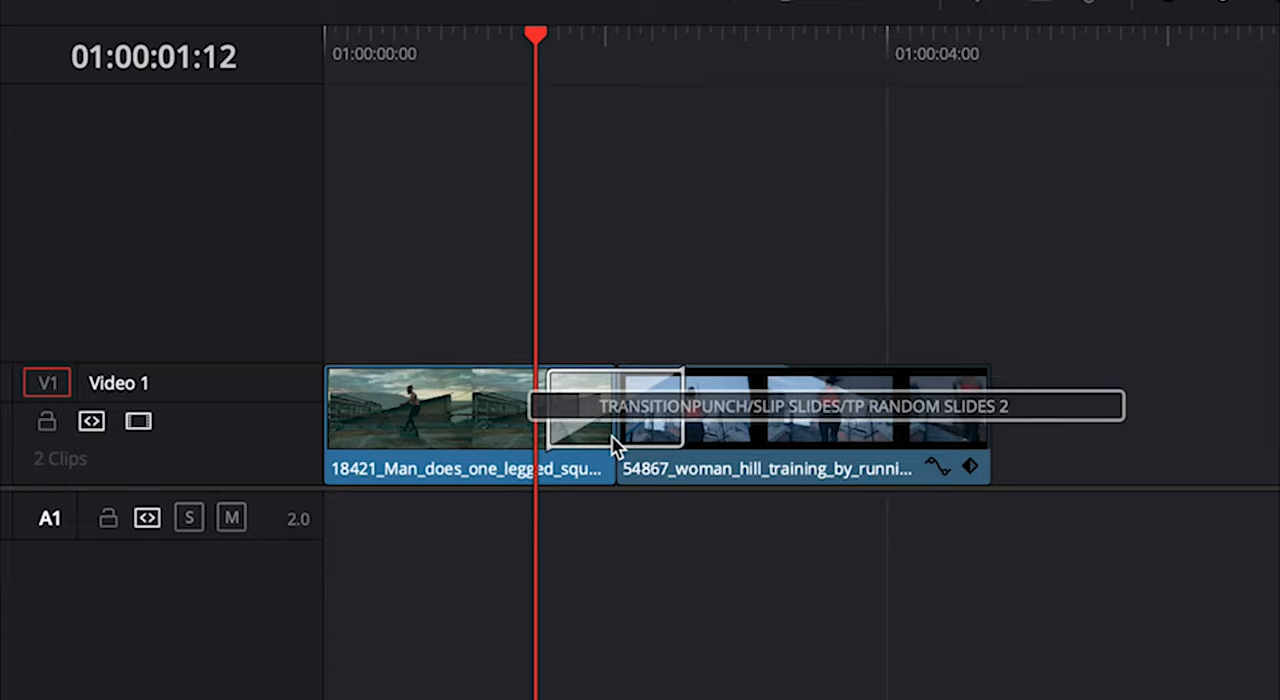 01:00:01:12
01:00:00:00
01:00:04:00
V1
Video 1
TRANSITIONPUNCH/SLIP SLIDES/TP RANDOM SLIDES 2
2 Clips
18421_Man_does_one_legged_squ...
54867_woman_hill_training_by_runni...
A1
S
M
2.0